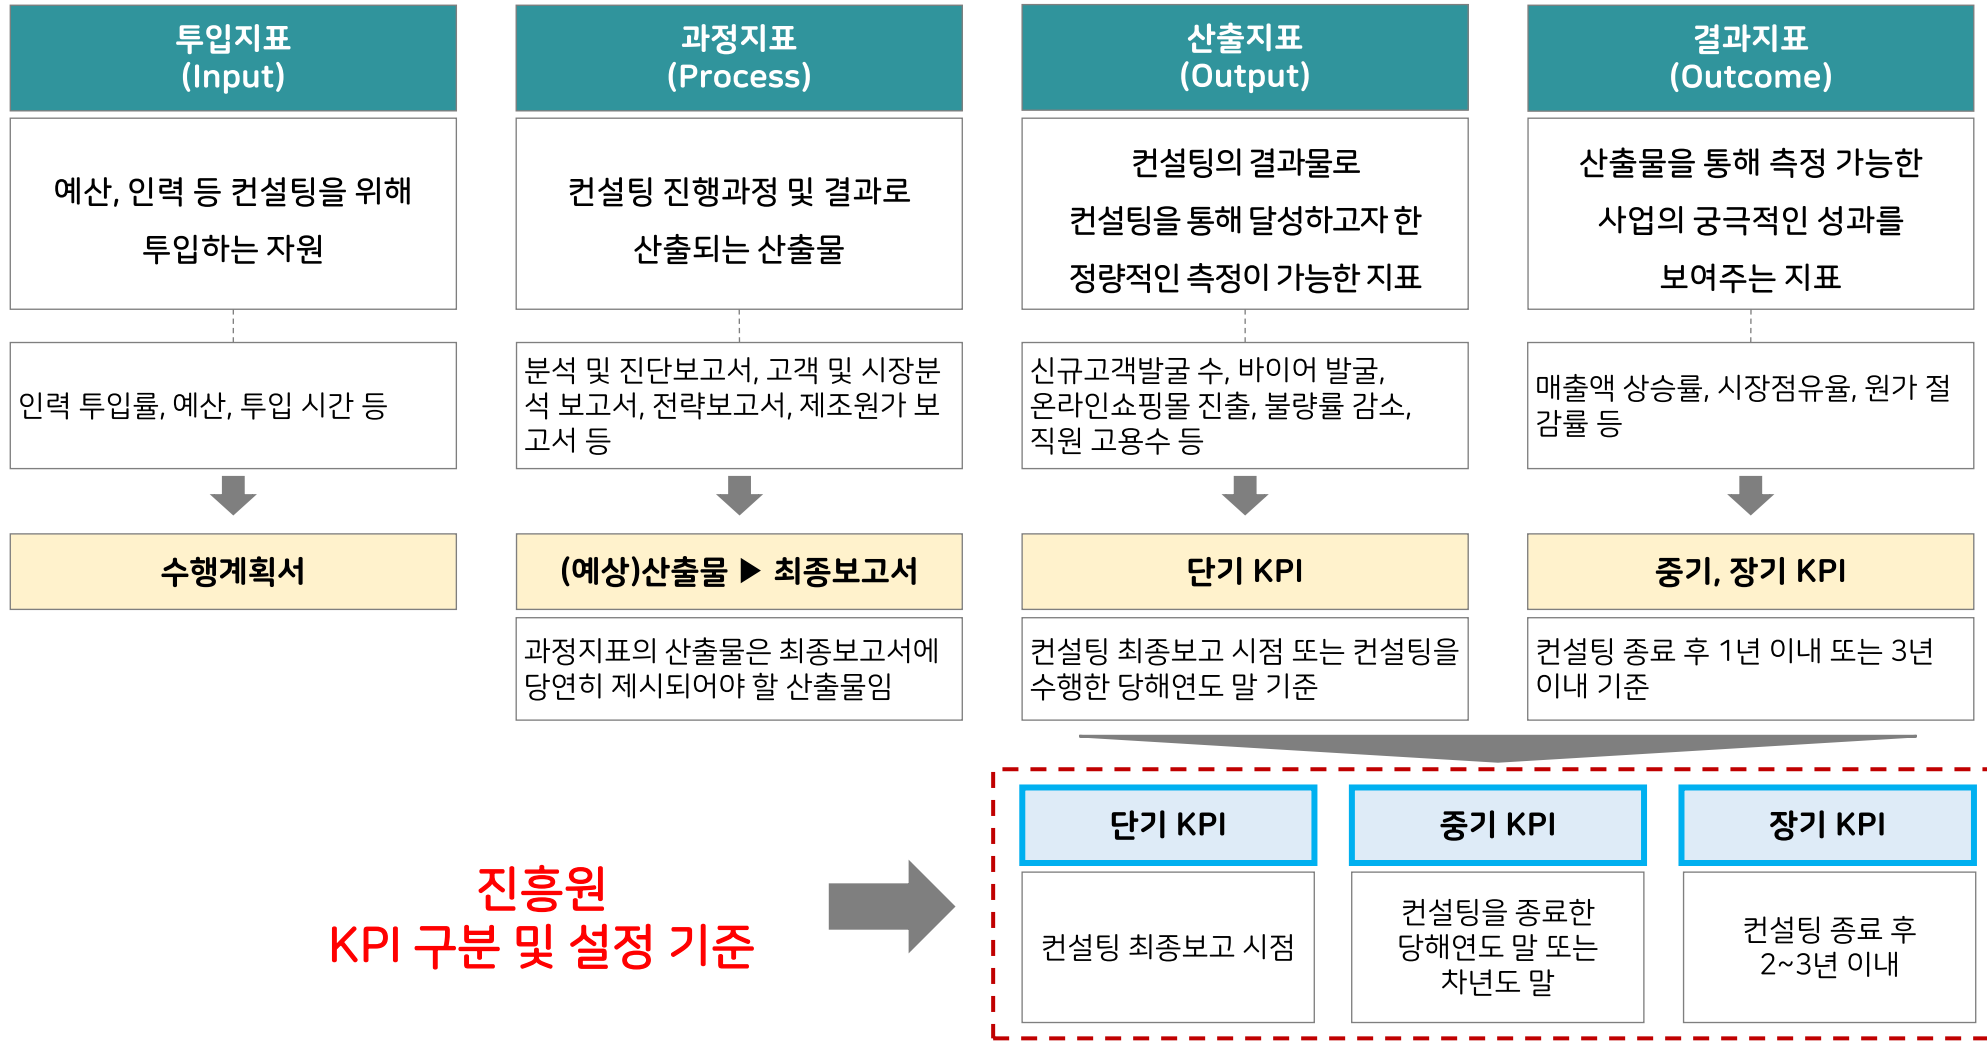 투입지표
(Input)
예산, 인력 등 컨설팅을 위해
투입하는 자원
인력 투입률, 예산, 투입 시간 등
수행계획서
과정지표
(Process)
컨설팅 진행과정 및 결과로
산출되는 산출물
분석 및 진단보고서, 고객 및 시장분
석 보고서, 전략보고서, 제조원가 보
고서 등
(예상)산출물 ▶ 최종보고서
과정지표의 산출물은 최종보고서에
당연히 제시되어야 할 산출물임
산출지표
(Output)
컨설팅의 결과물로
컨설팅을 통해 달성하고자 한
정량적인 측정이 가능한 지표
신규고객발굴 수, 바이어 발굴,
온라인쇼핑몰 진출, 불량률 감소,
직원 고용수 등
단기 KPI
컨설팅 최종보고 시점 또는 컨설팅을
수행한 당해연도 말 기준
결과지표
(Outcome)
산출물을 통해 측정 가능한
사업의 궁극적인 성과를
보여주는 지표
매출액 상승률, 시장점유율, 원가 절
감률 등
중기, 장기 KPI
컨설팅 종료 후 1년 이내 또는 3년
이내 기준
진흥원
KPI 구분 및 설정 기준
단기 KPI
컨설팅 최종보고 시점
중기 KPI
컨설팅을 종료한
당해연도 말 또는
차년도 말
장기 KPI
컨설팅 종료 후
2~3년 이내